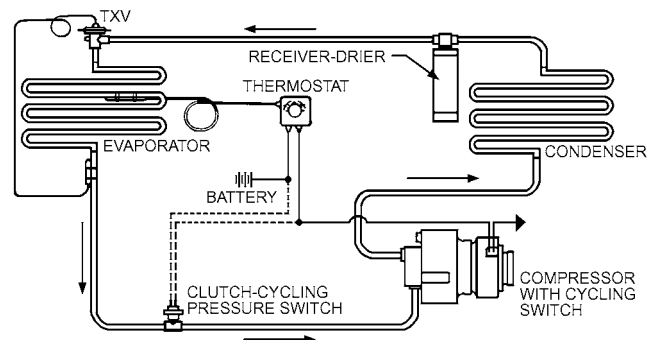 TXV
RECEIVER-DRIER
THERMOSTAT
EVAPORATOR
CONDENSER
BATTERY
CLUTCH-CYCLING
PRESSURE SWITCH
COMPRESSOR
WITH CYCLING
SWITCH